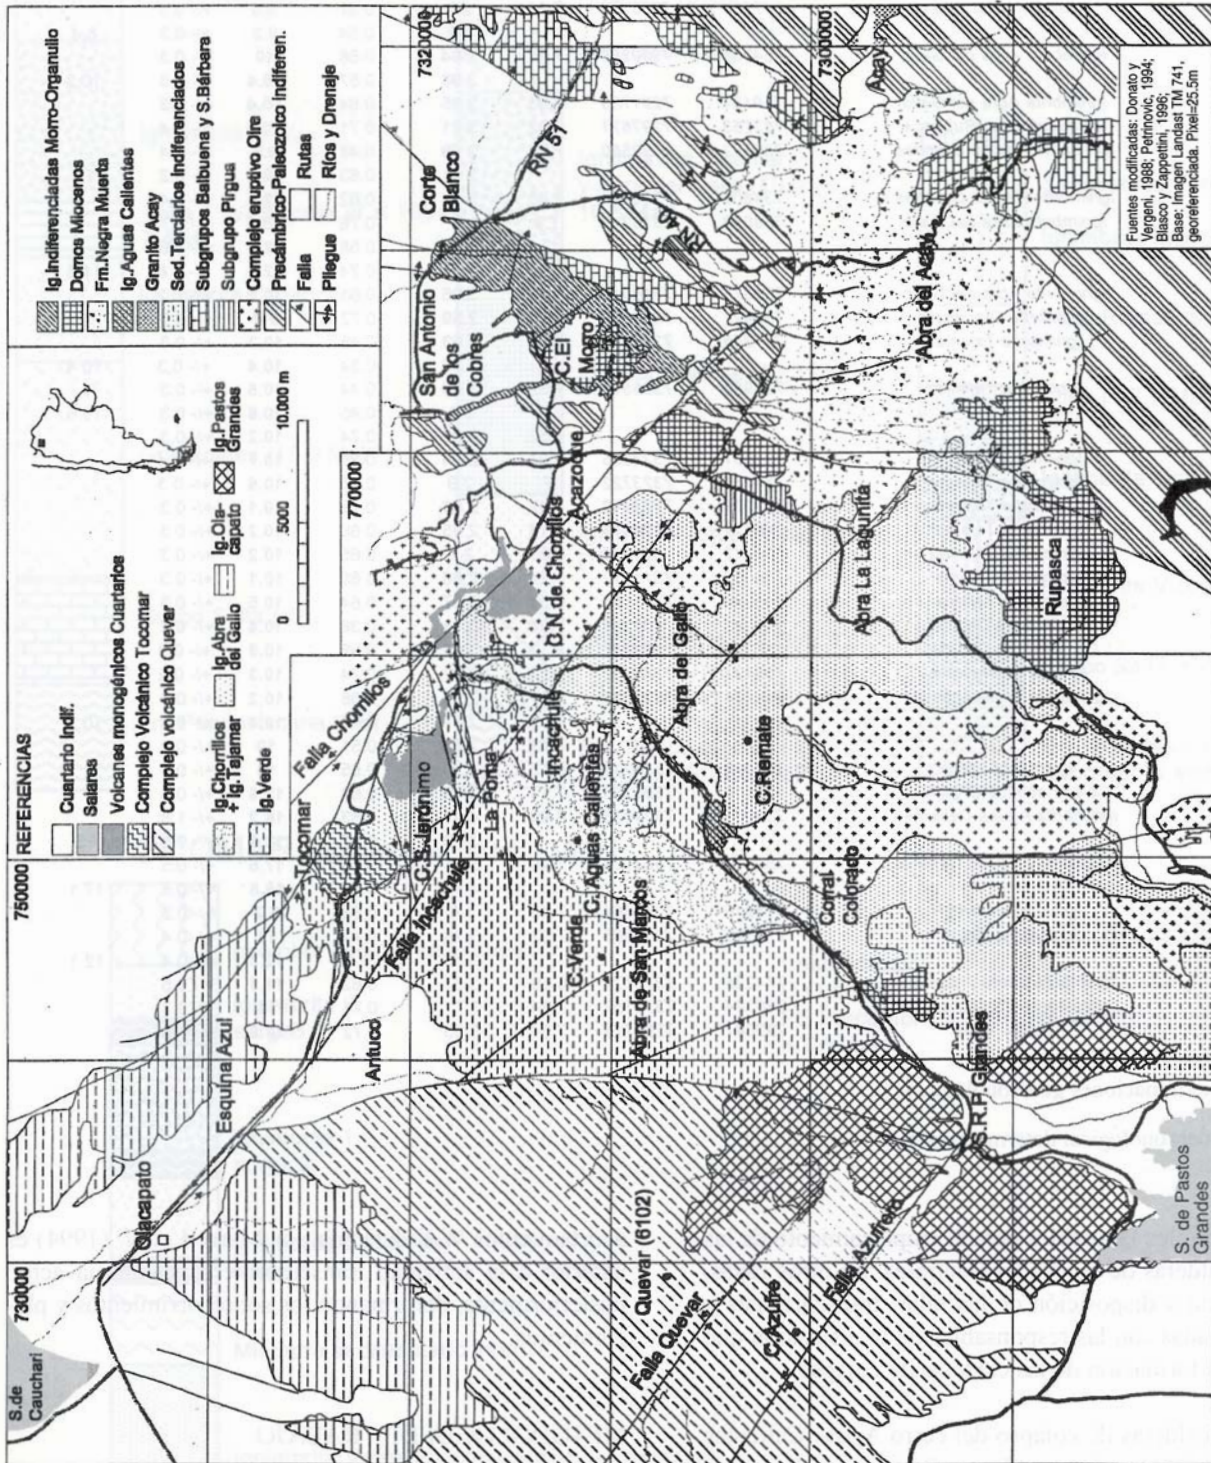 REFERENCIAS
Cuartario Indif.
Salares
Volcanes monogénicos Cuartarios
Complejo Volcánico Tocomar
Complejo volcánico Quevar
Ig.Chorrillos
+ Ig.Tajamar
Ig.Abra
del Gallo
Ig.Ola-
capato
Ig.Pastos
Grandes
Ig.Verde
0
5000
10.000 m
Ig.Indiferenciadas Morro-Organullo
Domos Miocenos
Fm.Negra Muerta
Ig.Aguas Calientes
Granito Acay
Sed.Terciarios Indiferenciados
Subgrupos Balbuena y S.Bárbara
Subgrupo Pirgua
Complejo eruptivo Oire
Precámbrico-Paleozoico Indiferen.
Falla
Rutas
Pliegue
Ríos y Drenaje
7300000
750000
770000
7320000
7300000
S.de
Cauchari
Olacapato
Esquina Azul
Tocomar
Falla Chorrillos
San Antonio
de los
Cobres
Corte
Blanco
RN 51
RN 40
Antuco
Falla Incachule
C.S.Jerónimo
La Poma
Incachule
C.N.de Chorrillos
Acazoque
C.El
Morro
C.Verde
C.Aguas Calientes
Abra de San Marcos
Abra del Gallo
C.Remate
Quevar (6102)
Falla Quevar
C.Azufre
Falla Azufrero
Corral
Colorado
Abra La Lagunita
Abra del Acay
Acay
S.R.P. Grandes
S. de Pastos
Grandes
Rupasca
Fuentes modificadas: Donato y
Vergeni, 1988; Petrinovic, 1994;
Blasco y Zappettini, 1996;
Base: Imagen Landast TM 741,
georeferenciada. Pixel=25.5m